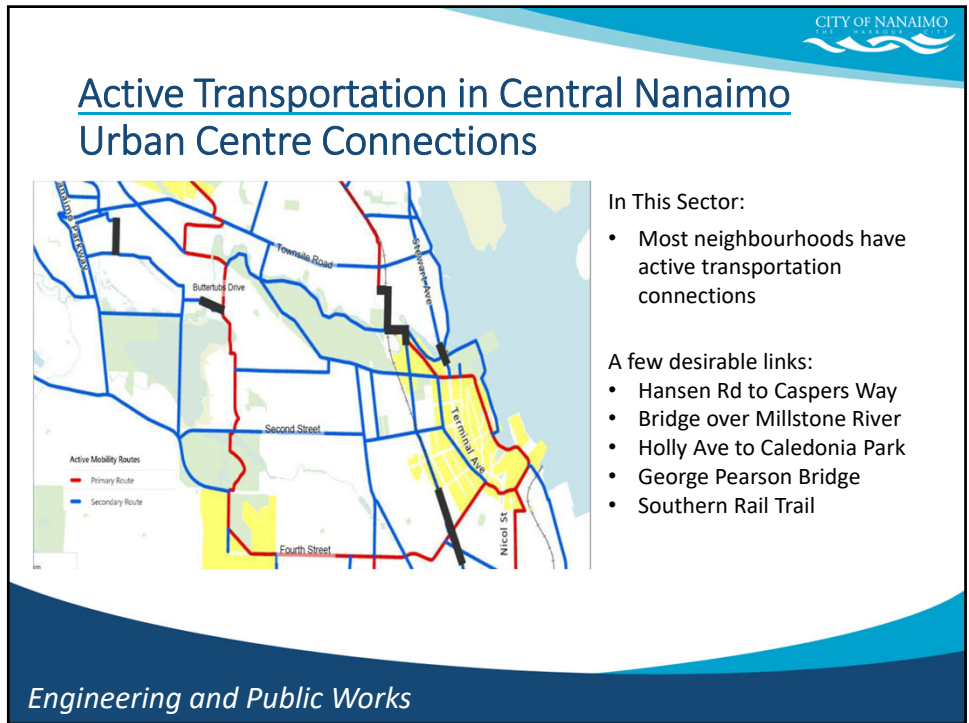 CITY OF NANAIMO
THE HARBOUR CITY
Active Transportation in Central Nanaimo
Urban Centre Connections
anaimo Parkway
Townsite Road
Stewart Ave
Buttertubs Drive
Second Street
Terminal Ave
Active Mobility Routes
Primary Route
Secondary Route
Fourth Street
Nicol St
In This Sector:
• Most neighbourhoods have
active transportation
connections
A few desirable links:
• Hansen Rd to Caspers Way
• Bridge over Millstone River
• Holly Ave to Caledonia Park
• George Pearson Bridge
• Southern Rail Trail
Engineering and Public Works